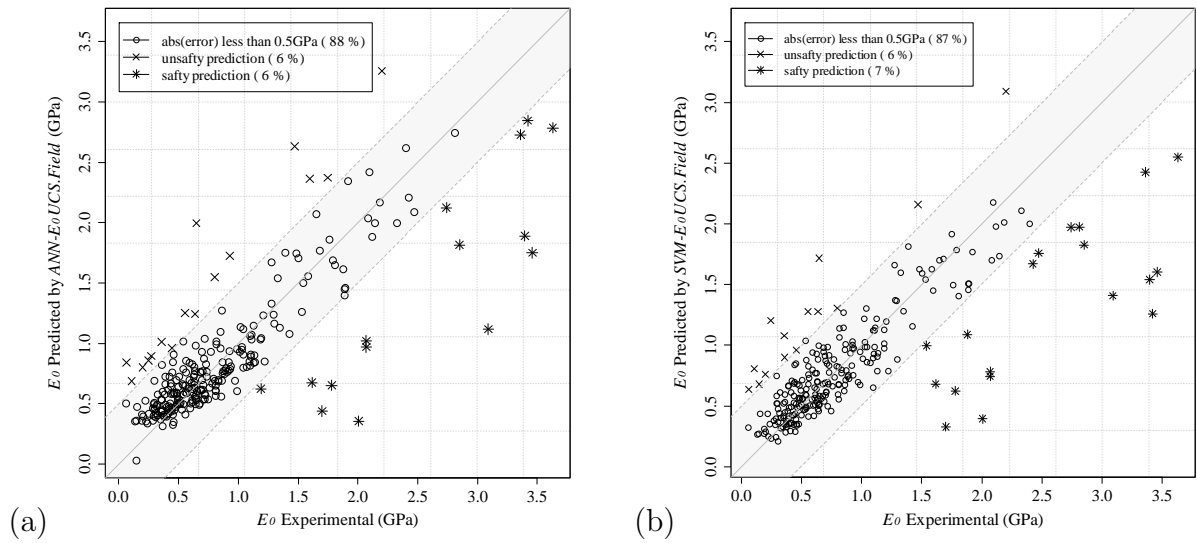 abs(error) less than 0.5GPa ( 88 % )
unsafty prediction ( 6 % )
safty prediction ( 6 % )
E0 Predicted by ANN-E0UCS.Field (GPa)
3.5
3.0
2.5
2.0
1.5
1.0
0.5
0.0
0.0 0.5 1.0 1.5 2.0 2.5 3.0 3.5
E0 Experimental (GPa)
(a)
abs(error) less than 0.5GPa ( 87 % )
unsafty prediction ( 6 % )
safty prediction ( 7 % )
E0 Predicted by SVM-E0UCS.Field (GPa)
3.5
3.0
2.5
2.0
1.5
1.0
0.5
0.0
0.0 0.5 1.0 1.5 2.0 2.5 3.0 3.5
E0 Experimental (GPa)
(b)